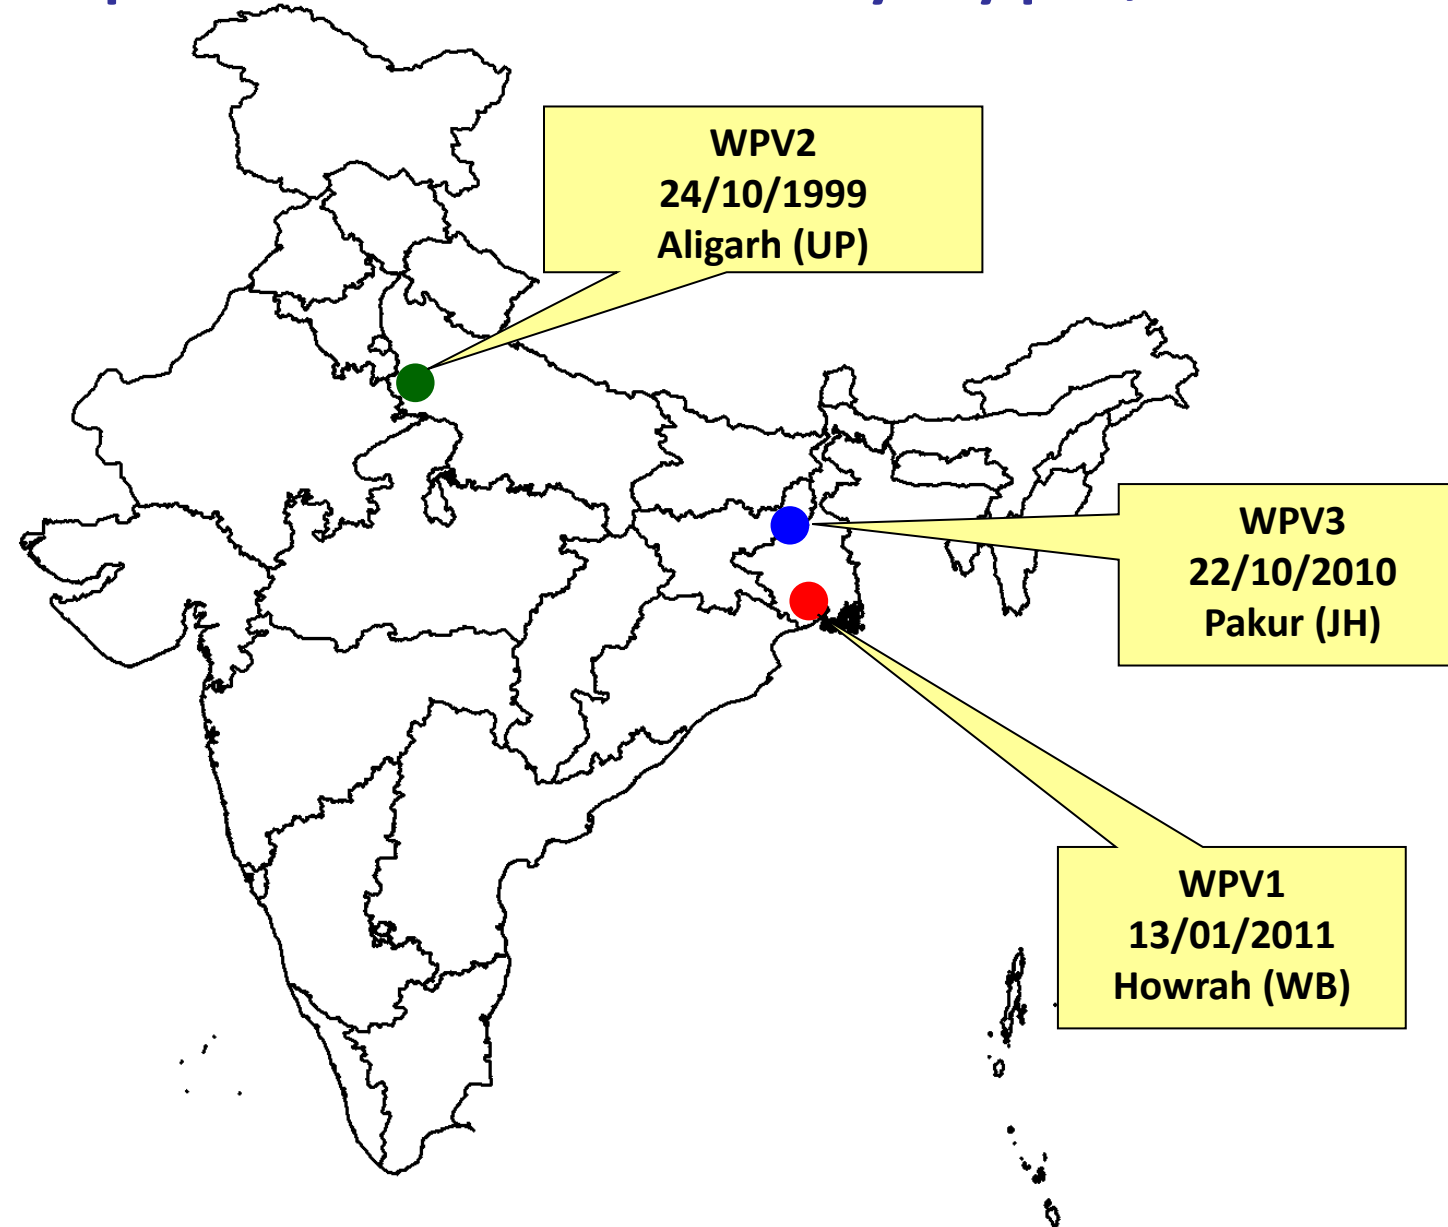 WPV2
24/10/1999
Aligarh (UP)
WPV3
22/10/2010
Pakur (JH)
WPV1
13/01/2011
Howrah (WB)